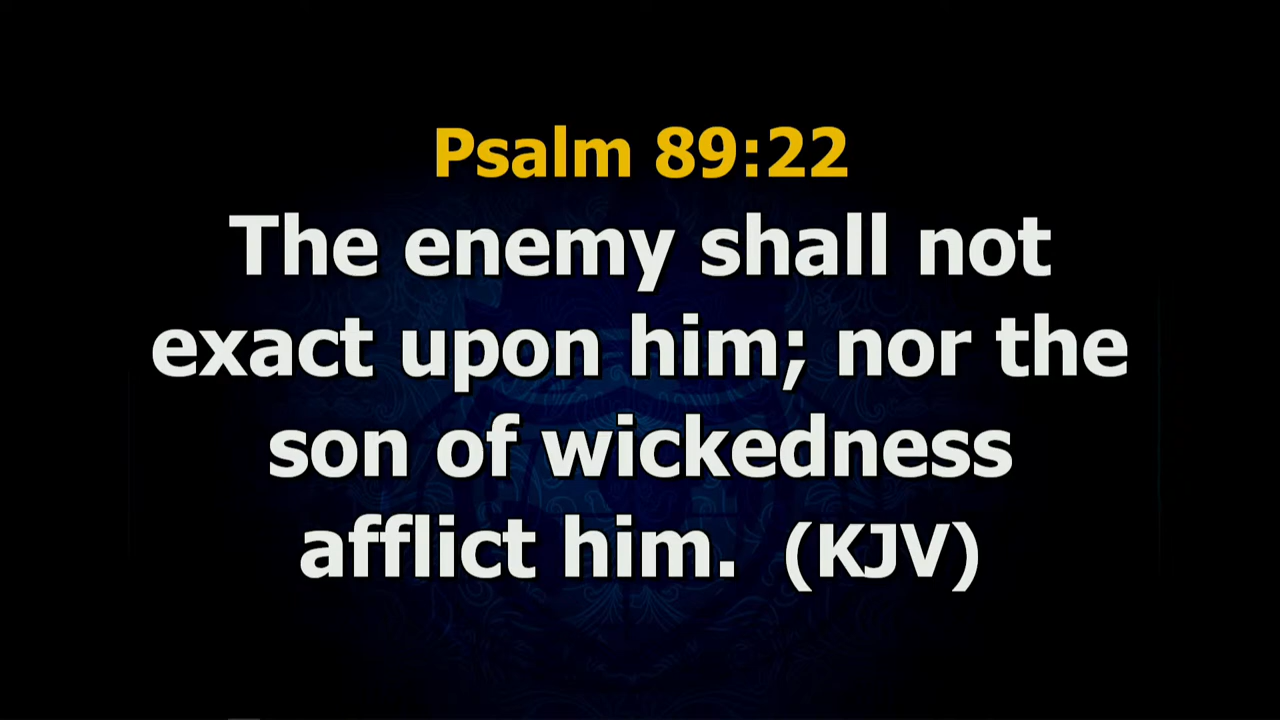 Psalm 89:22
The enemy shall not
exact upon him; nor the
son of wickedness
afflict him.  (KJV)